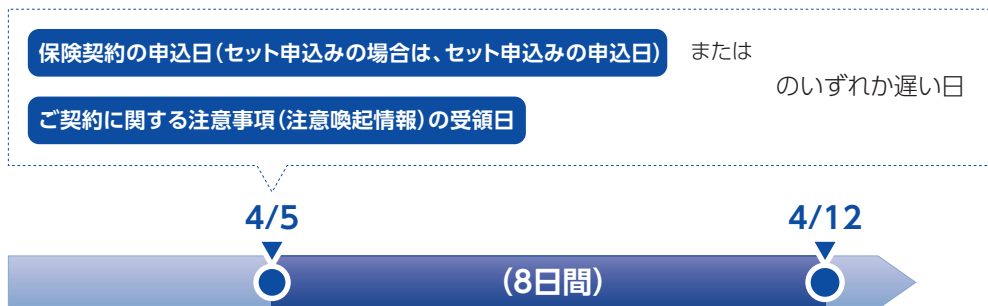 保険契約の申込日（セット申込みの場合は、セット申込みの申込日） または
のいずれか遅い日
ご契約に関する注意事項（注意喚起情報）の受領日
4/5 4/12
（8日間）